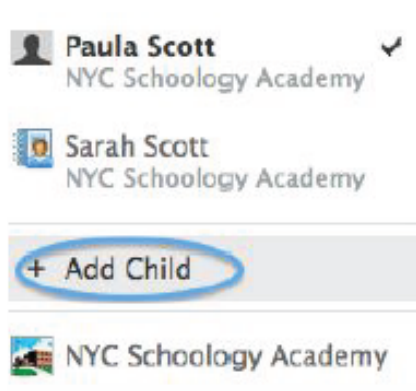 Paula Scott ✓
NYC Schoology Academy
Sarah Scott
NYC Schoology Academy
+ Add Child
NYC Schoology Academy